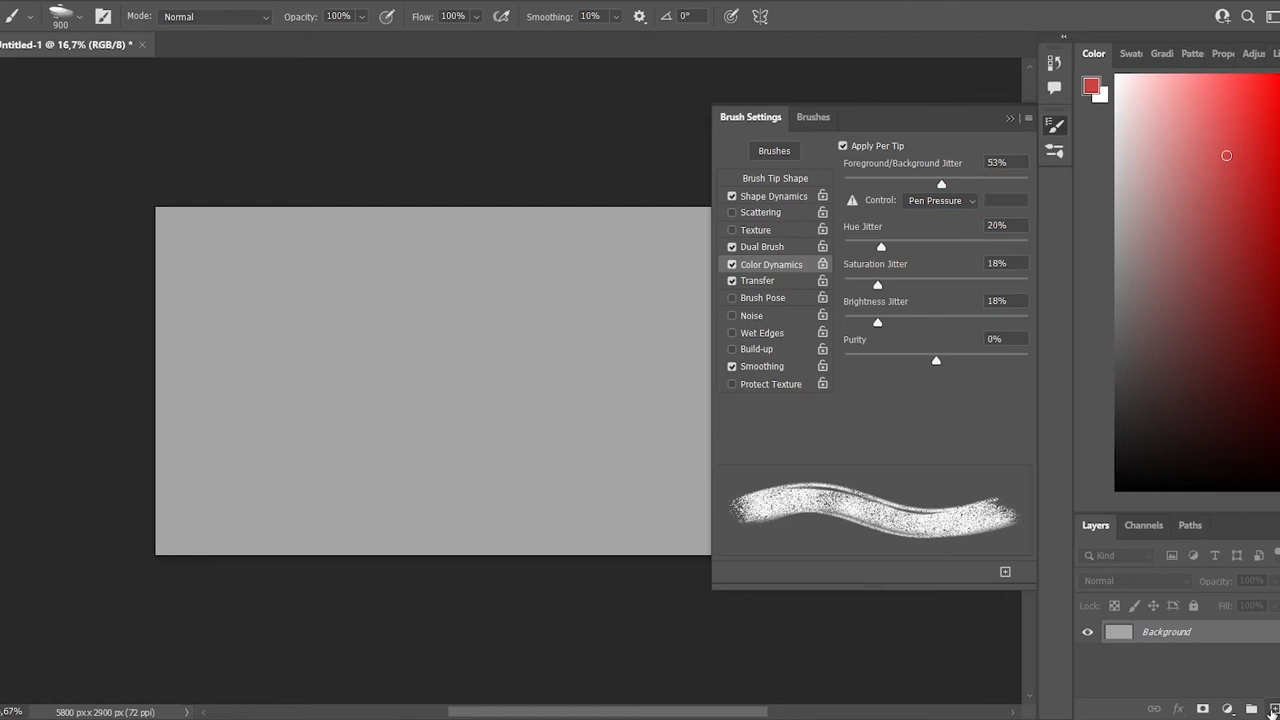 900
Mode: Normal
Opacity: 100%
Flow: 100%
Smoothing: 10%
0°
Untitled-1 @ 16,7% (RGB/8) *
Color Swat Gradi Patte Prope Adjus Li
Brush Settings Brushes
Brushes
Brush Tip Shape
Shape Dynamics
Scattering
Texture
Dual Brush
Color Dynamics
Transfer
Brush Pose
Noise
Wet Edges
Build-up
Smoothing
Protect Texture
Apply Per Tip
Foreground/Background Jitter 53%
Control: Pen Pressure
Hue Jitter 20%
Saturation Jitter 18%
Brightness Jitter 18%
Purity 0%
Layers Channels Paths
Kind
Normal Opacity: 100%
Lock: Fill: 100%
Background
,67% 5800 px x 2900 px (72 ppi)